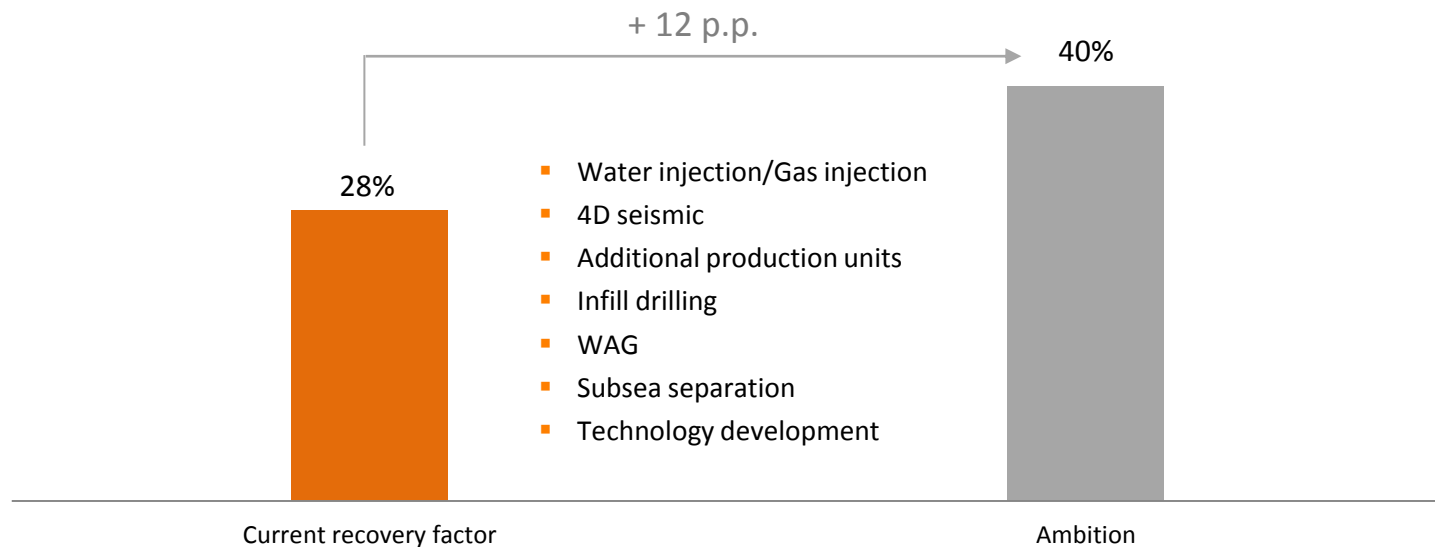 + 12 p.p.
40%
28%
▪ Water injection/Gas injection
▪ 4D seismic
▪ Additional production units
▪ Infill drilling
▪ WAG
▪ Subsea separation
▪ Technology development
Current recovery factor
Ambition